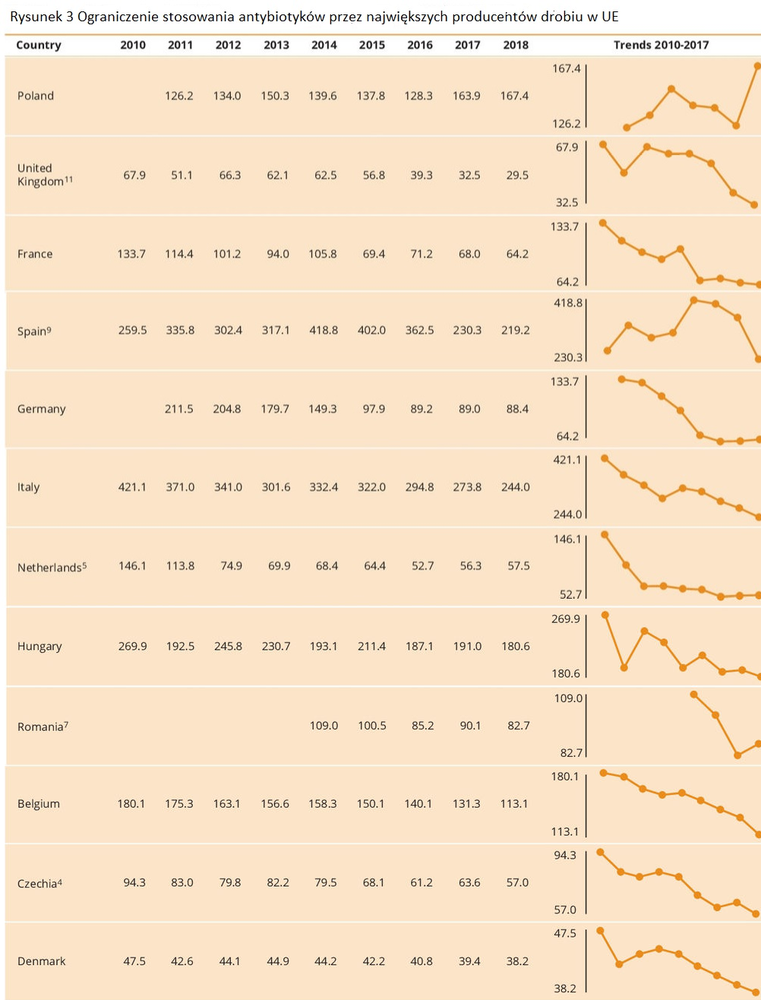 Rysunek 3 Ograniczenie stosowania antybiotyków przez największych producentów drobiu w UE
Country 2010 2011 2012 2013 2014 2015 2016 2017 2018 Trends 2010-2017
167.4
Poland 126.2 134.0 150.3 139.6 137.8 128.3 163.9 167.4
126.2
67.9
United
Kingdom11 67.9 51.1 66.3 62.1 62.5 56.8 39.3 32.5 29.5
32.5
133.7
France 133.7 114.4 101.2 94.0 105.8 69.4 71.2 68.0 64.2
64.2
418.8
Spain9 259.5 335.8 302.4 317.1 418.8 402.0 362.5 230.3 219.2
230.3
133.7
Germany 211.5 204.8 179.7 149.3 97.9 89.2 89.0 88.4
64.2
421.1
Italy 421.1 371.0 341.0 301.6 332.4 322.0 294.8 273.8 244.0
244.0
146.1
Netherlands5 146.1 113.8 74.9 69.9 68.4 64.4 52.7 56.3 57.5
52.7
269.9
Hungary 269.9 192.5 245.8 230.7 193.1 211.4 187.1 191.0 180.6
180.6
109.0
Romania7 109.0 100.5 85.2 90.1 82.7
82.7
180.1
Belgium 180.1 175.3 163.1 156.6 158.3 150.1 140.1 131.3 113.1
113.1
94.3
Czechia4 94.3 83.0 79.8 82.2 79.5 68.1 61.2 63.6 57.0
57.0
47.5
Denmark 47.5 42.6 44.1 44.9 44.2 42.2 40.8 39.4 38.2
38.2